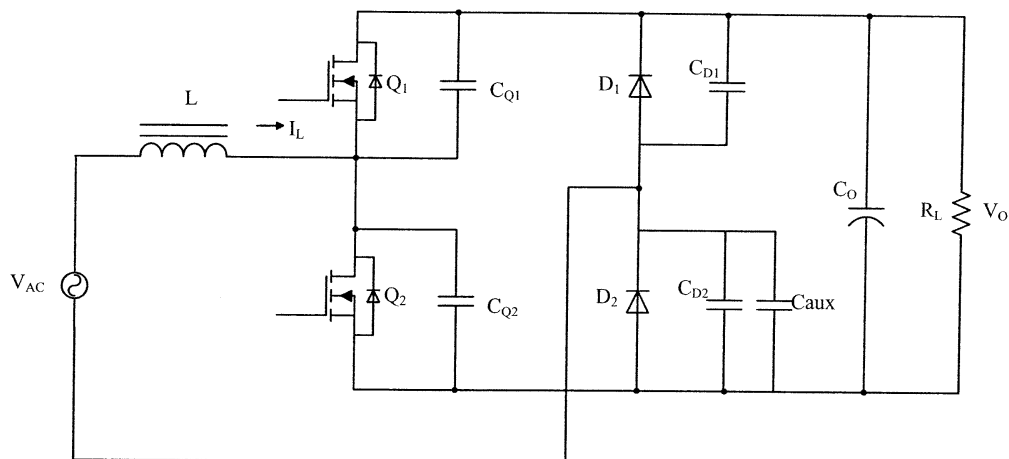 L
I_L
Q_1
C_Q1
D_1
C_D1
V_AC
Q_2
C_Q2
D_2
C_D2
Caux
C_O
R_L
V_O